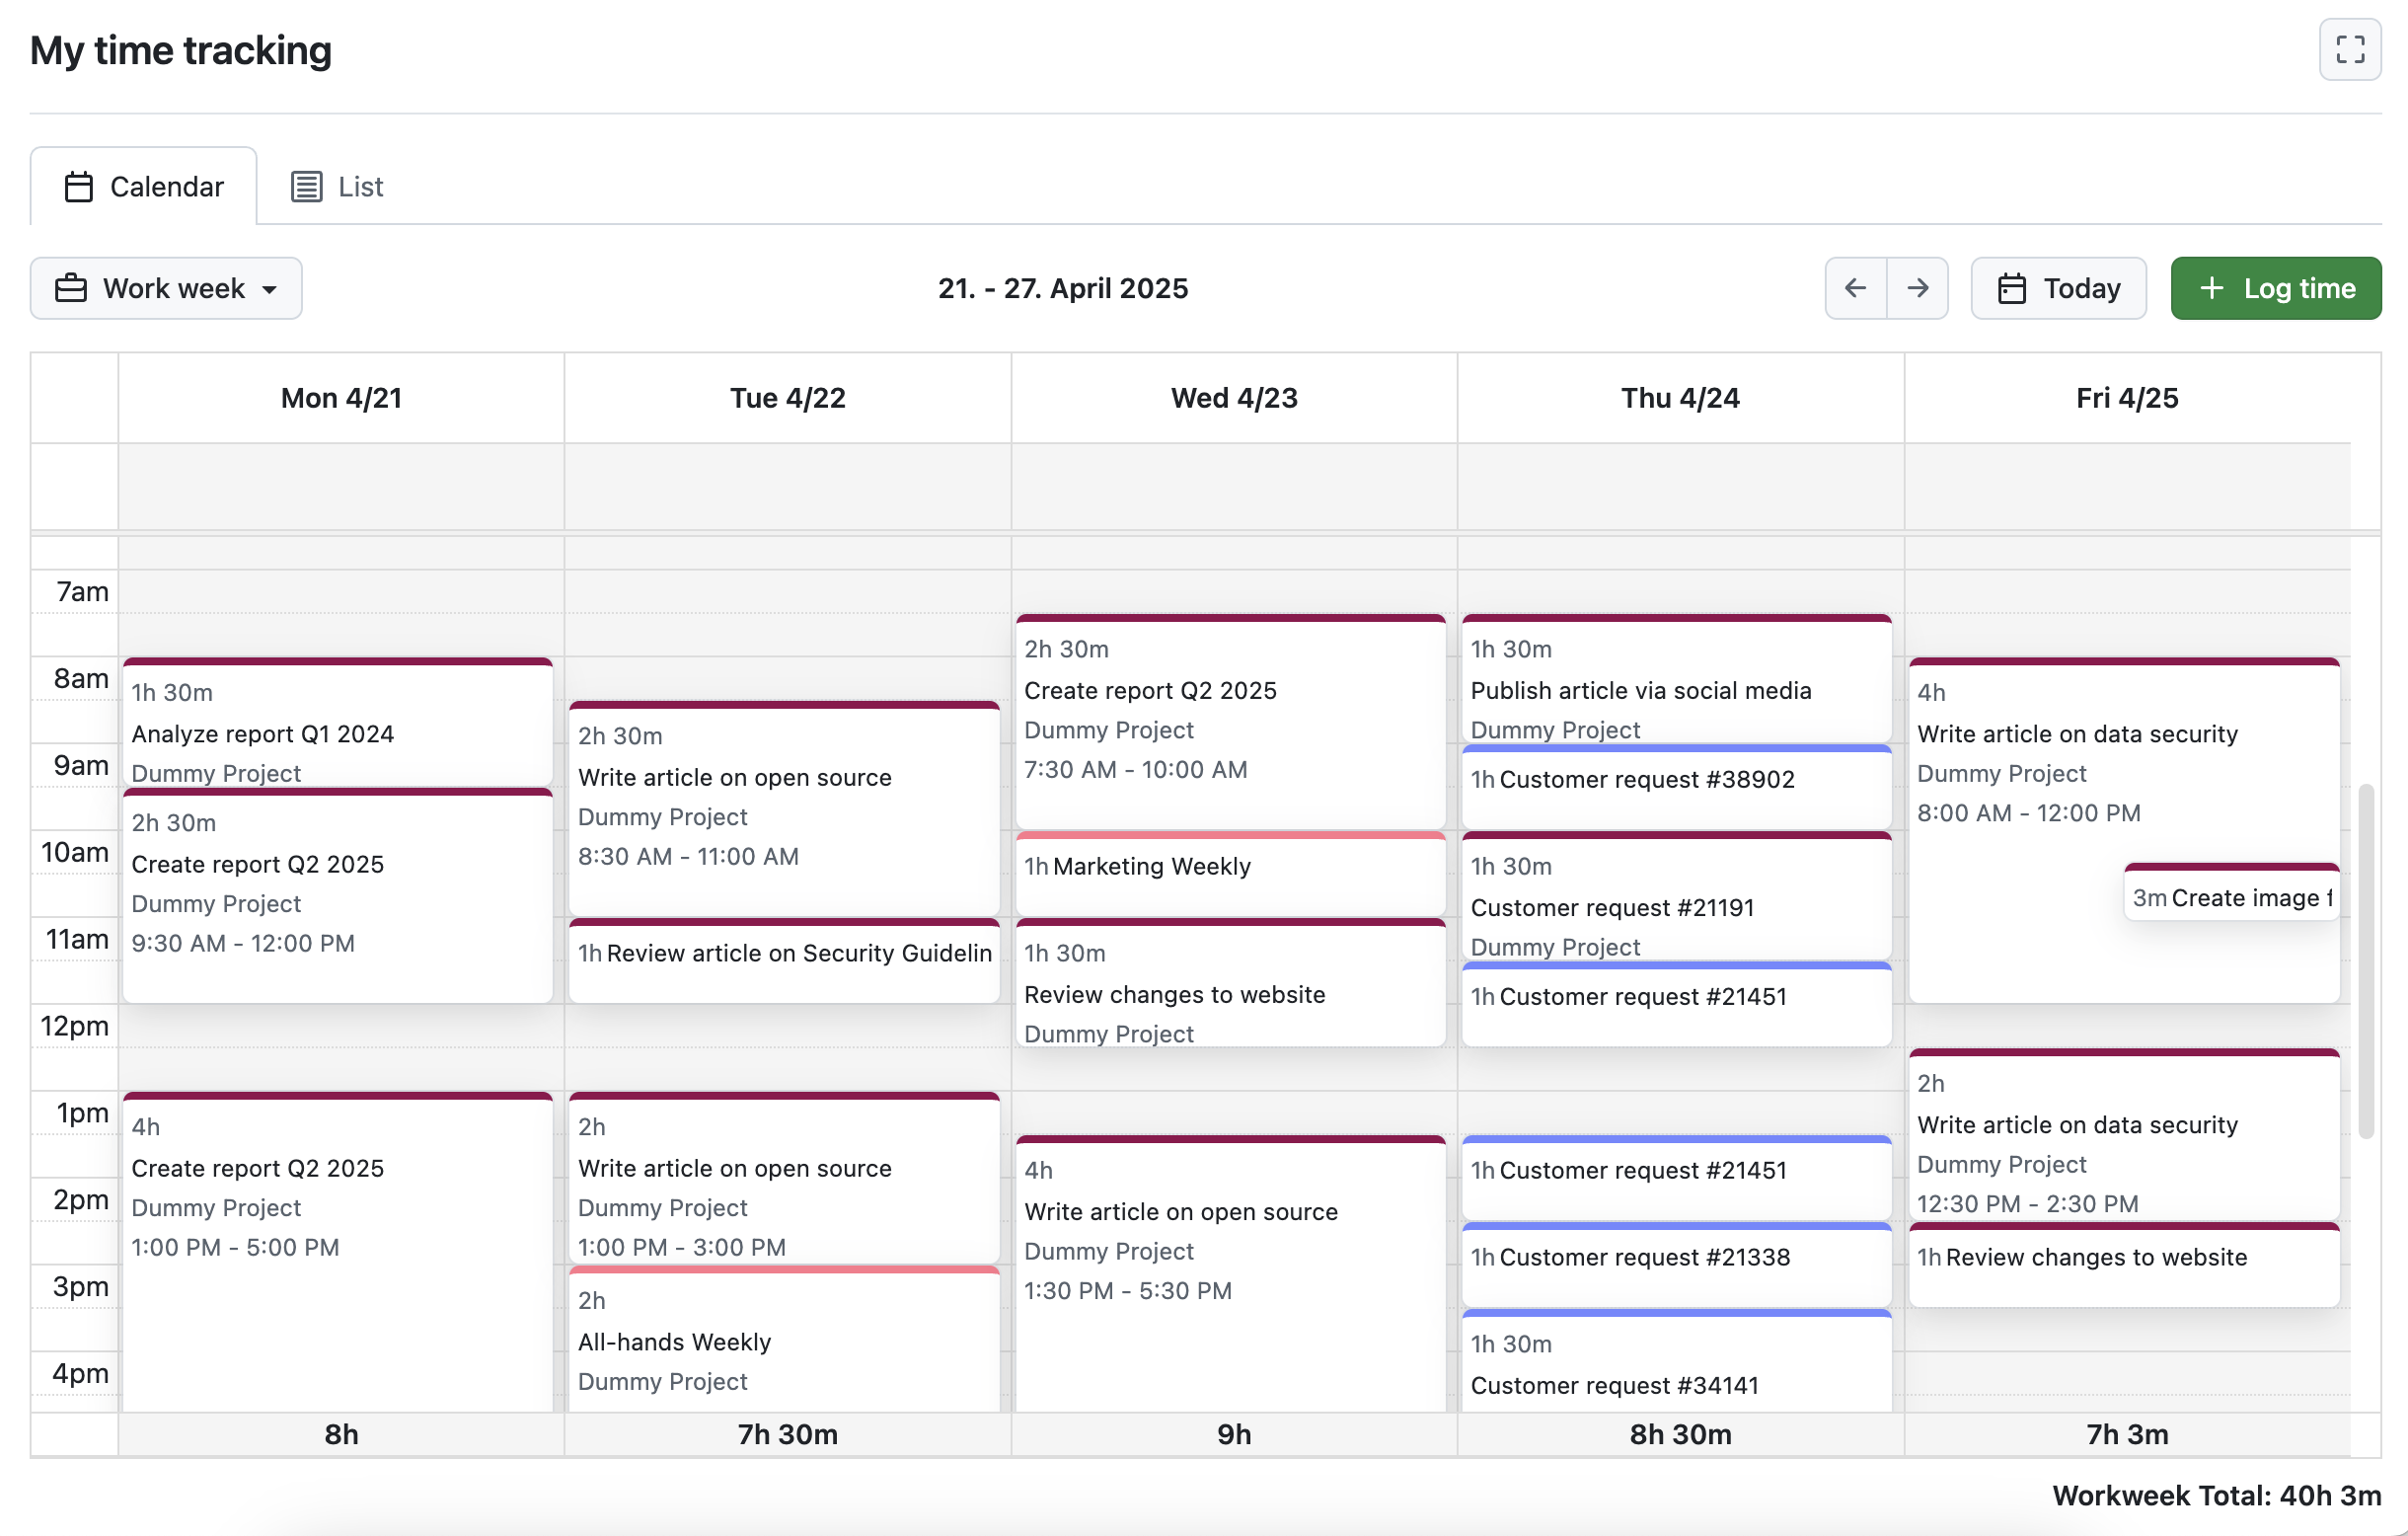 My time tracking
Calendar
List
Work week
21. - 27. April 2025
Today
+ Log time
Mon 4/21
Tue 4/22
Wed 4/23
Thu 4/24
Fri 4/25
7am
8am
9am
10am
11am
12pm
1pm
2pm
3pm
4pm
1h 30m
Analyze report Q1 2024
Dummy Project
2h 30m
Create report Q2 2025
Dummy Project
9:30 AM - 12:00 PM
4h
Create report Q2 2025
Dummy Project
1:00 PM - 5:00 PM
2h 30m
Write article on open source
Dummy Project
8:30 AM - 11:00 AM
1h Review article on Security Guidelin
2h
Write article on open source
Dummy Project
1:00 PM - 3:00 PM
2h
All-hands Weekly
Dummy Project
2h 30m
Create report Q2 2025
Dummy Project
7:30 AM - 10:00 AM
1h Marketing Weekly
1h 30m
Review changes to website
Dummy Project
4h
Write article on open source
Dummy Project
1:30 PM - 5:30 PM
1h 30m
Publish article via social media
Dummy Project
1h Customer request #38902
1h 30m
Customer request #21191
Dummy Project
1h Customer request #21451
1h Customer request #21451
1h Customer request #21338
1h 30m
Customer request #34141
4h
Write article on data security
Dummy Project
8:00 AM - 12:00 PM
3m Create image f
2h
Write article on data security
Dummy Project
12:30 PM - 2:30 PM
1h Review changes to website
8h
7h 30m
9h
8h 30m
7h 3m
Workweek Total: 40h 3m